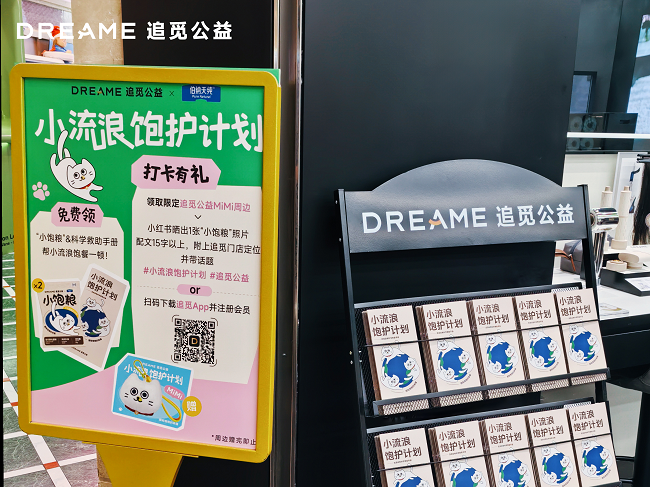 DREAME 追觅公益
DREAME 追觅公益 × 伯纳天纯
小流浪饱护计划
打卡有礼
领取限定追觅公益MiMi周边
小红书晒出1张“小饱粮”照片
配文15字以上，附上追觅门店定位
并带话题
#小流浪饱护计划 #追觅公益
or
扫码下载追觅App并注册会员
免费领
“小饱粮”&科学救助手册
帮小流浪饱餐一顿！
×2
小饱粮
小流浪
饱护计划
DREAME 追觅公益
小流浪饱护计划
MiMi
赠
*周边赠完即止
DREAME 追觅公益
小流浪
饱护计划
小流浪
饱护计划
小流浪
饱护计划
小流浪
饱护计划
小流浪
饱护计划
小流浪
饱护计划
小流浪
饱护计划
小流浪
饱护计划
小流浪
饱护计划
小流浪
饱护计划